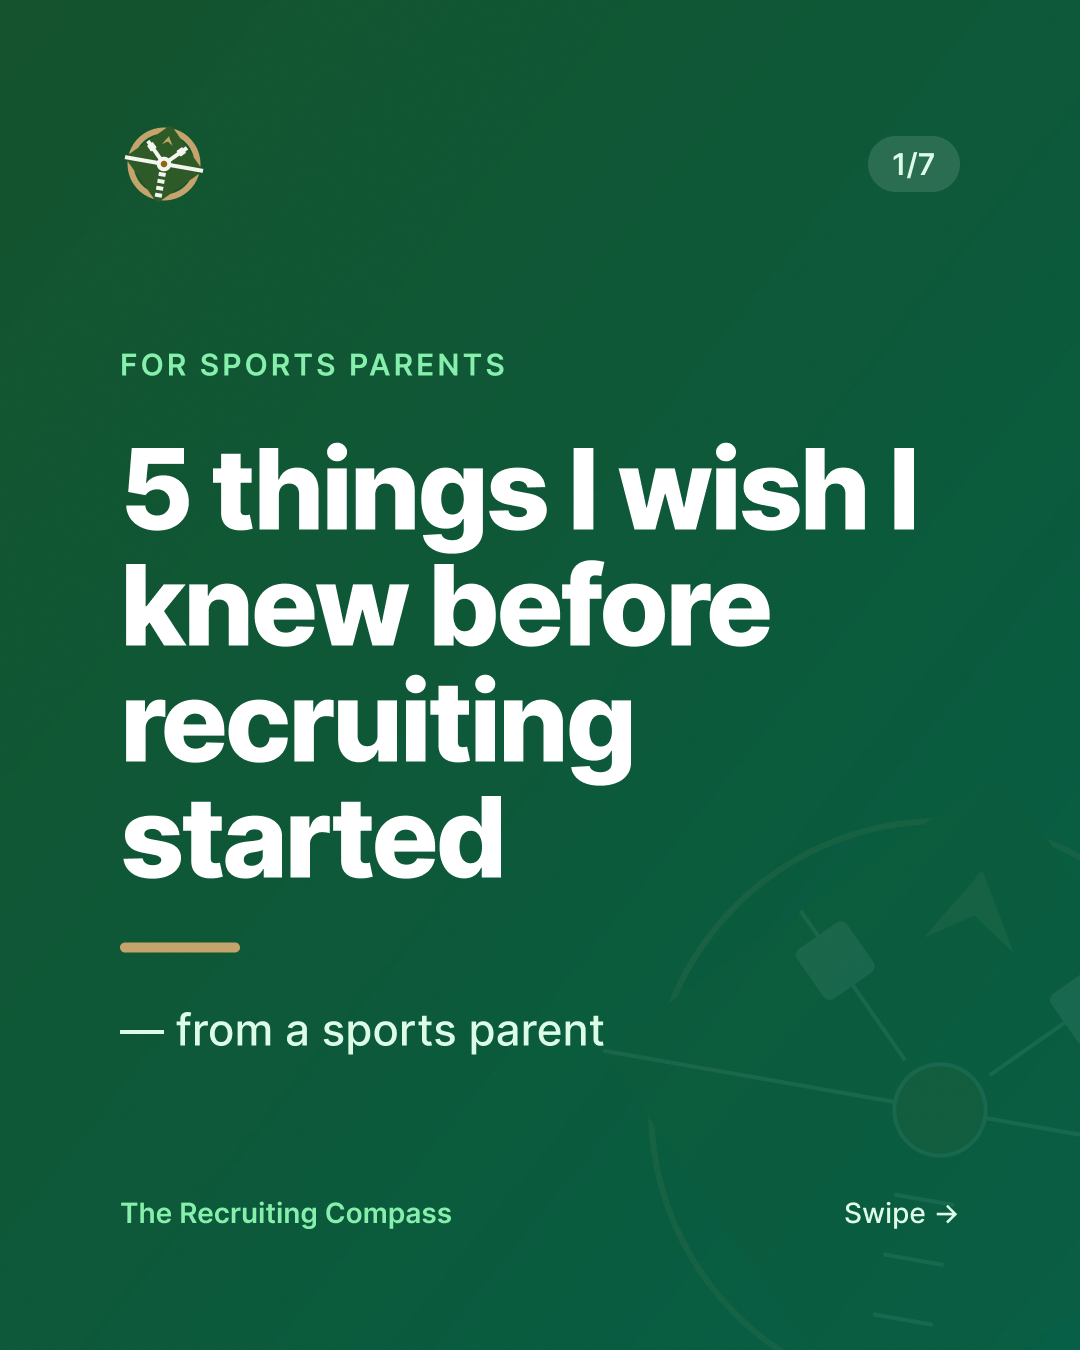 1/7
FOR SPORTS PARENTS
5 things I wish I
knew before
recruiting
started
— from a sports parent
The Recruiting Compass
Swipe →